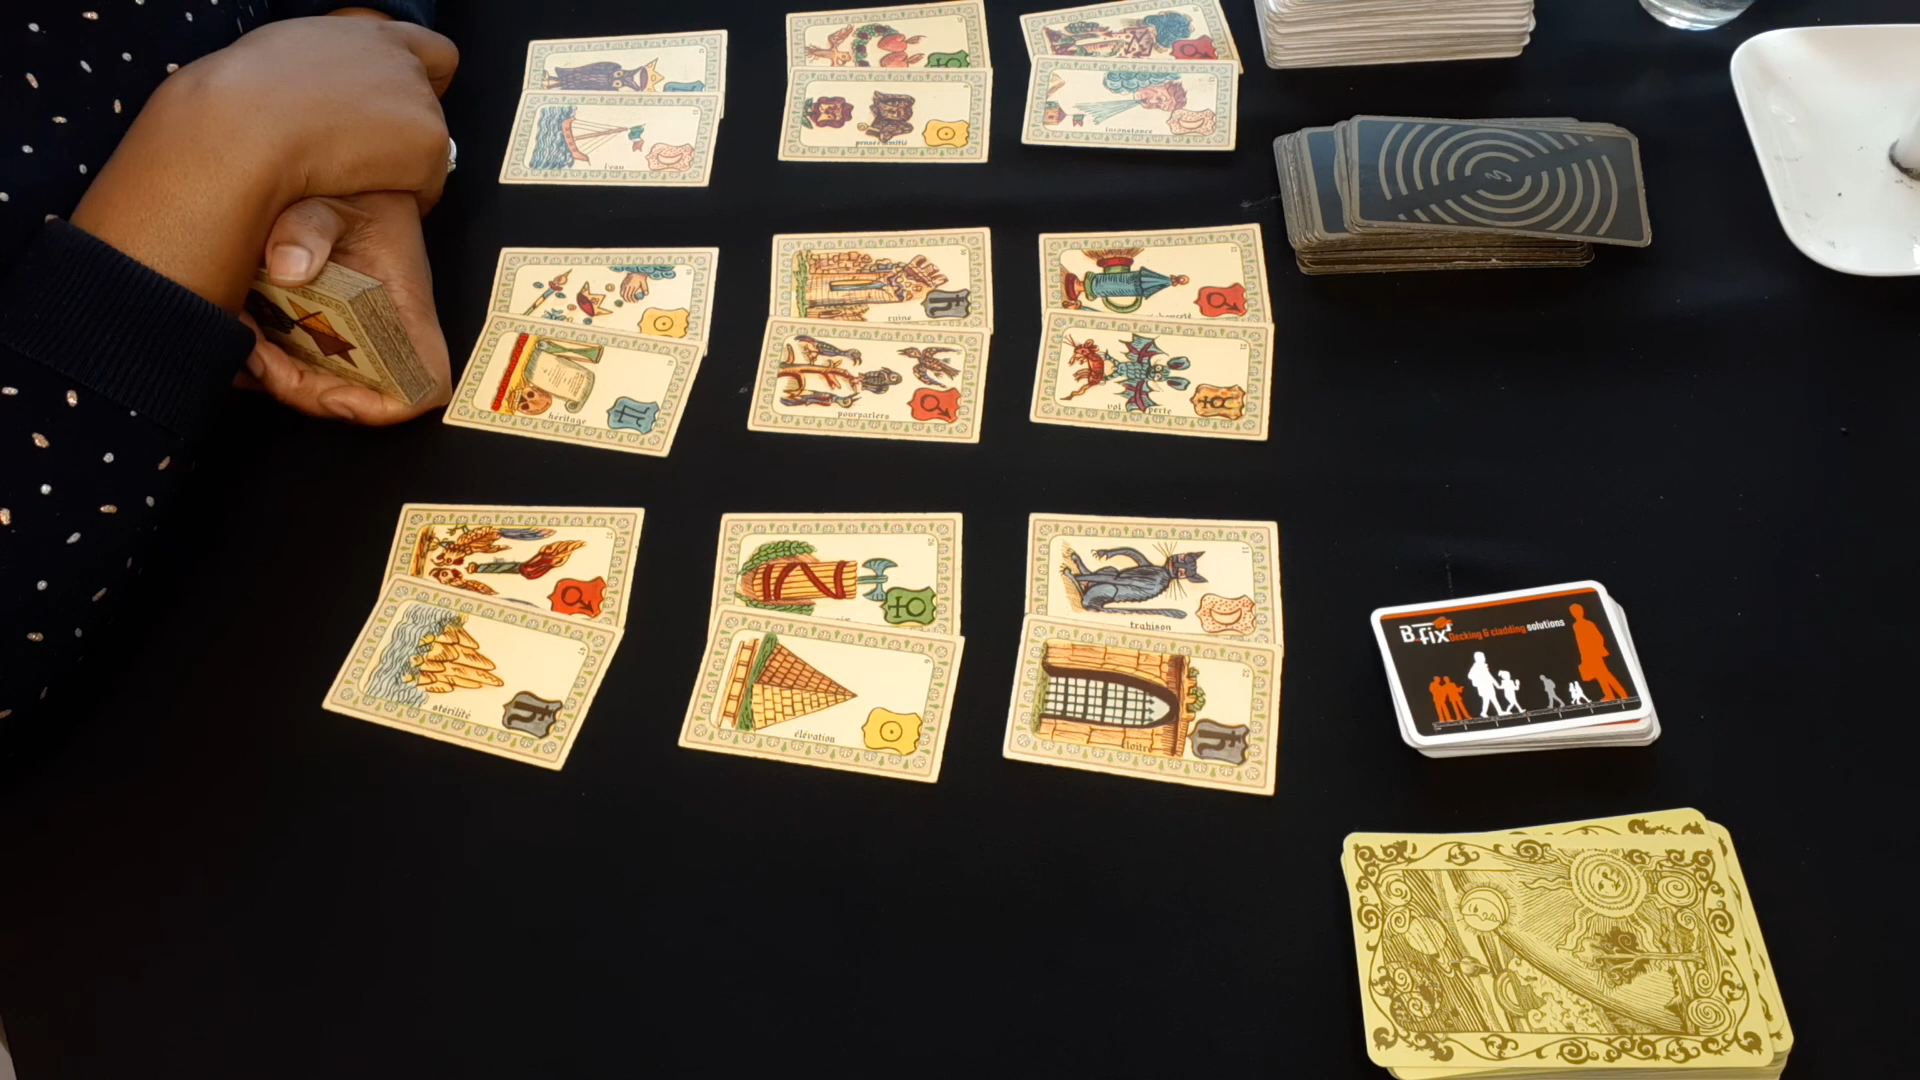 l'eau
pensée amitié
inconstance
héritage
ruine
pourparlers
vol perte
stérilité
élévation
trahison
cloître
B.fix Decking & cladding solutions